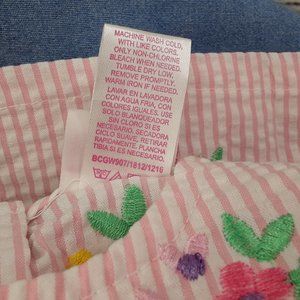 MACHINE WASH COLD,
WITH LIKE COLORS.
ONLY NON-CHLORINE
BLEACH WHEN NEEDED.
TUMBLE DRY LOW,
REMOVE PROMPTLY.
WARM IRON IF NEEDED.
LAVAR EN LAVADORA
CON AGUA FRIA, CON
COLORES IGUALES. USE
SOLO BLANQUEADOR
SIN CLORO SI ES
NECESARIO. SECADORA
CICLO SUAVE, RETIRAR
RAPIDAMENTE. PLANCHA
TIBIA SI ES NECESARIO.
BCGW907/1812/1216